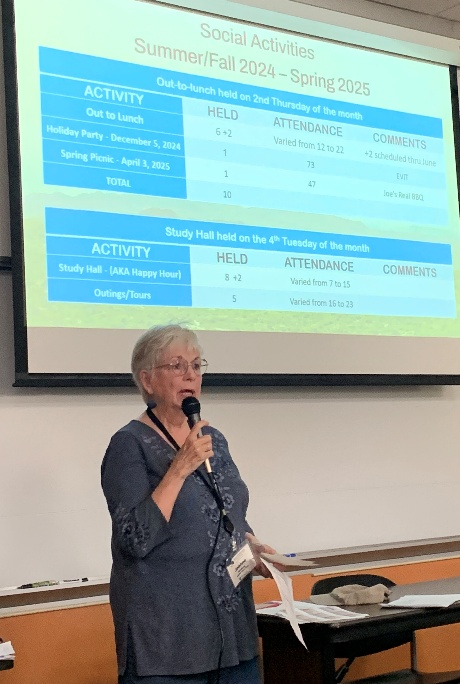 Social Activities
Summer/Fall 2024 – Spring 2025
Out-to-lunch held on 2nd Thursday of the month
ACTIVITY HELD ATTENDANCE COMMENTS
Out to Lunch 6 +2 Varied from 12 to 22 +2 scheduled thru June
Holiday Party - December 5, 2024 1 73 EVIT
Spring Picnic - April 3, 2025 1 47 Joe's Real BBQ
TOTAL 10
Study Hall held on the 4th Tuesday of the month
ACTIVITY HELD ATTENDANCE COMMENTS
Study Hall - (AKA Happy Hour) 8 +2 Varied from 7 to 15
Outings/Tours 5 Varied from 16 to 23